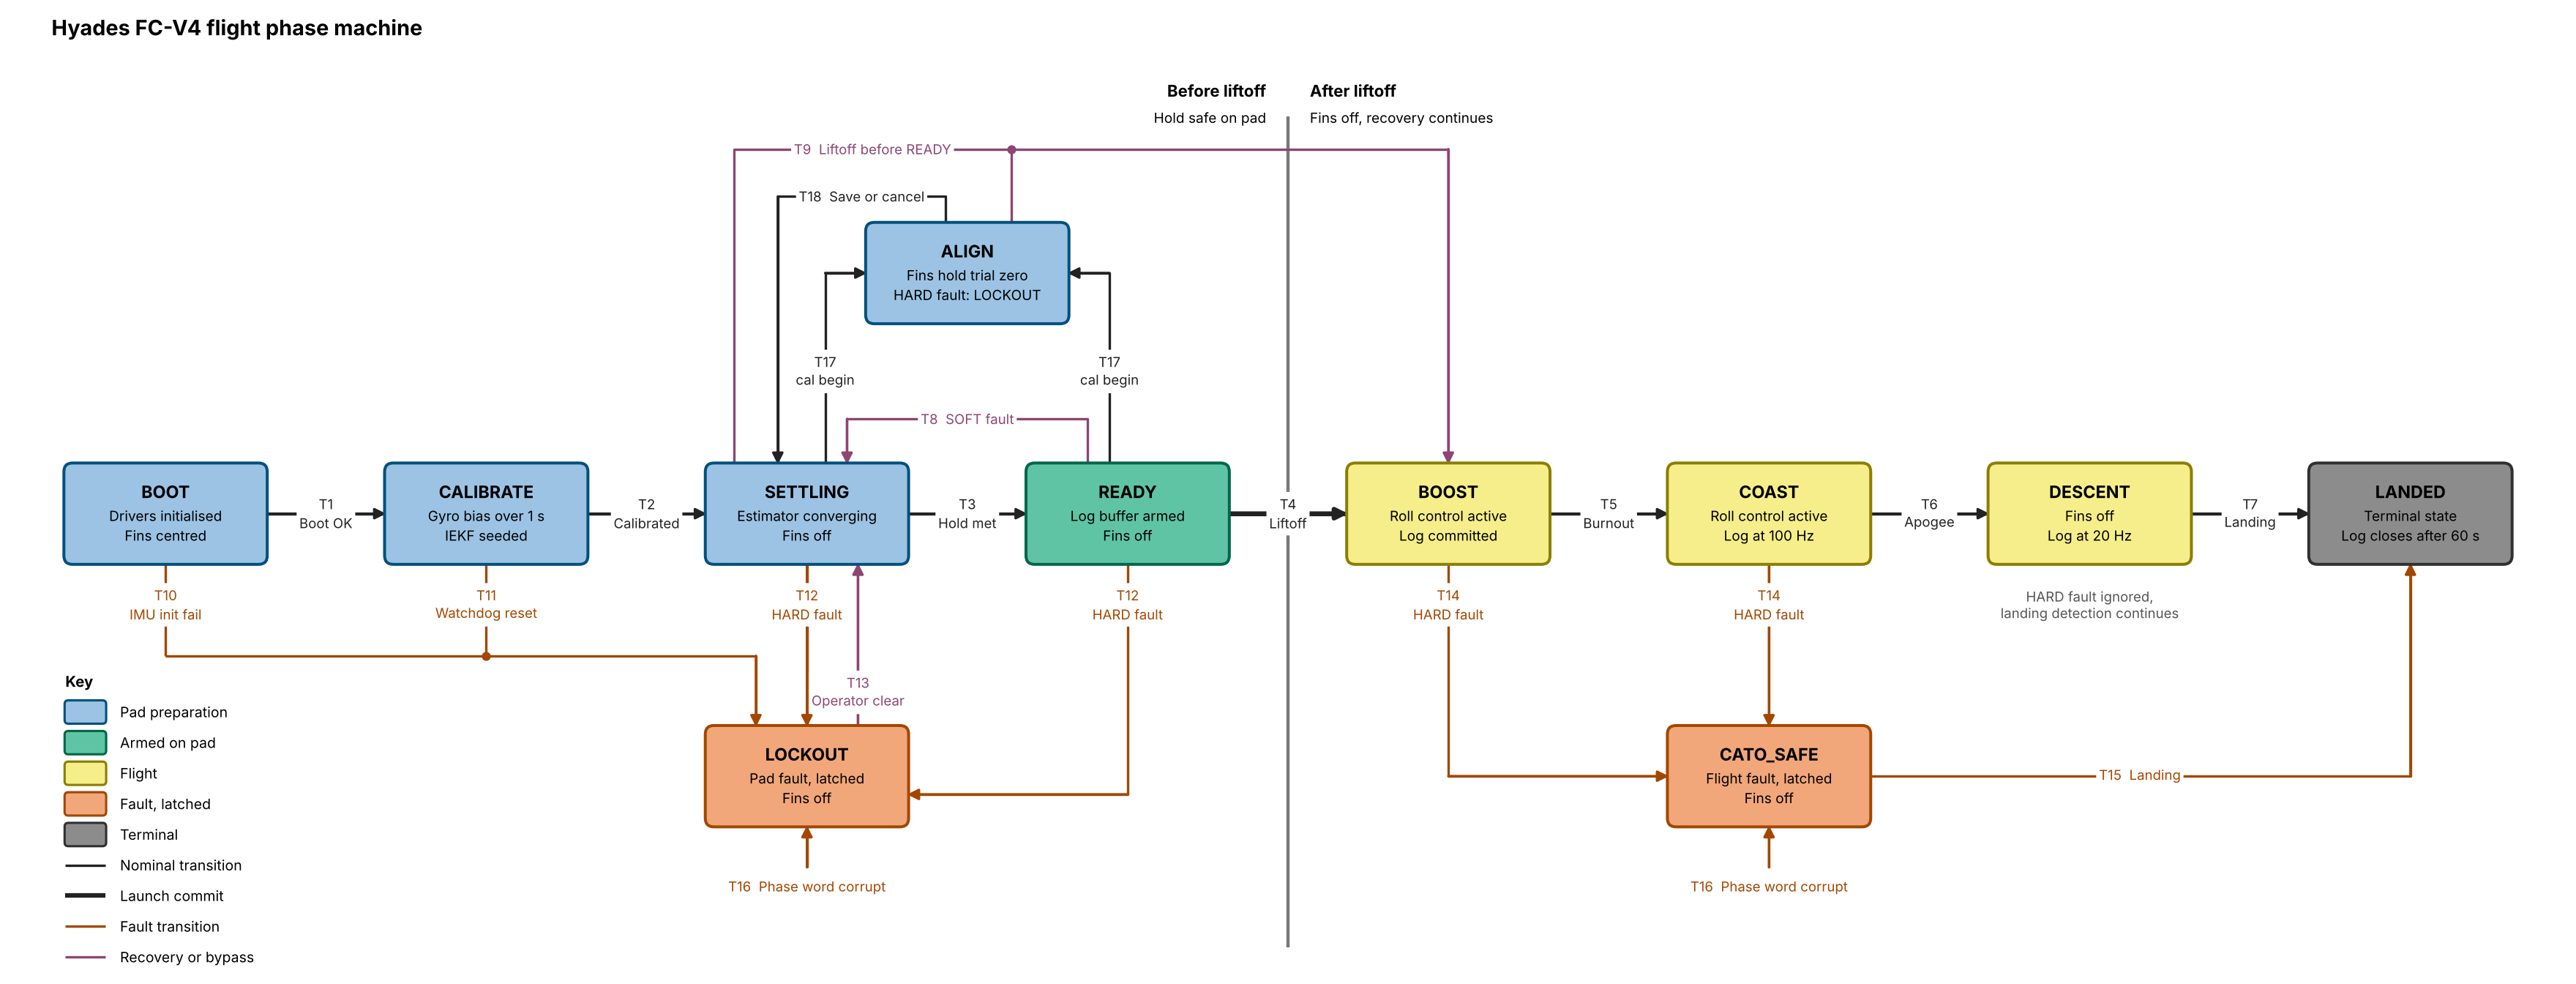 Hyades FC-V4 flight phase machine
Before liftoff
Hold safe on pad
After liftoff
Fins off, recovery continues
T9 Liftoff before READY
T18 Save or cancel
ALIGN
Fins hold trial zero
HARD fault: LOCKOUT
T17
cal begin
T17
cal begin
T8 SOFT fault
BOOT
Drivers initialised
Fins centred
T1
Boot OK
CALIBRATE
Gyro bias over 1 s
IEKF seeded
T2
Calibrated
SETTLING
Estimator converging
Fins off
T3
Hold met
READY
Log buffer armed
Fins off
T4
Liftoff
BOOST
Roll control active
Log committed
T5
Burnout
COAST
Roll control active
Log at 100 Hz
T6
Apogee
DESCENT
Fins off
Log at 20 Hz
T7
Landing
LANDED
Terminal state
Log closes after 60 s
T10
IMU init fail
T11
Watchdog reset
T12
HARD fault
T12
HARD fault
T14
HARD fault
T14
HARD fault
HARD fault ignored,
landing detection continues
T13
Operator clear
LOCKOUT
Pad fault, latched
Fins off
CATO_SAFE
Flight fault, latched
Fins off
T15 Landing
T16 Phase word corrupt
T16 Phase word corrupt
Key
Pad preparation
Armed on pad
Flight
Fault, latched
Terminal
Nominal transition
Launch commit
Fault transition
Recovery or bypass